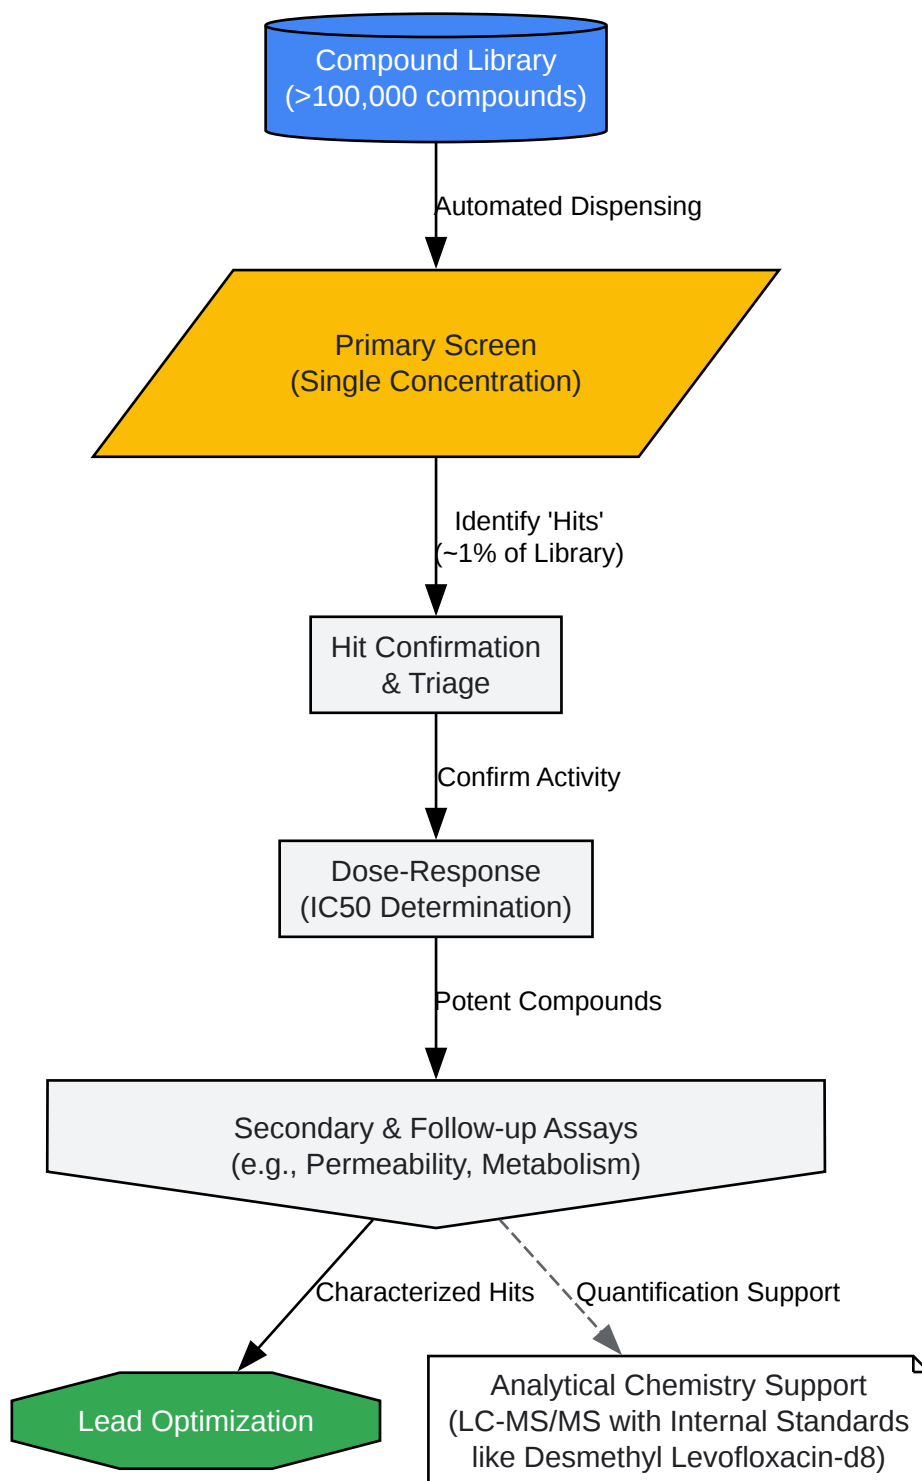 Compound Library
(>100,000 compounds)
Automated Dispensing
Primary Screen
(Single Concentration)
Identify 'Hits'
(~1% of Library)
Hit Confirmation
& Triage
Confirm Activity
Dose-Response
(IC50 Determination)
Potent Compounds
Secondary & Follow-up Assays
(e.g., Permeability, Metabolism)
Characterized Hits
Quantification Support
Lead Optimization
Analytical Chemistry Support
(LC-MS/MS with Internal Standards
like Desmethyl Levofloxacin-d8)